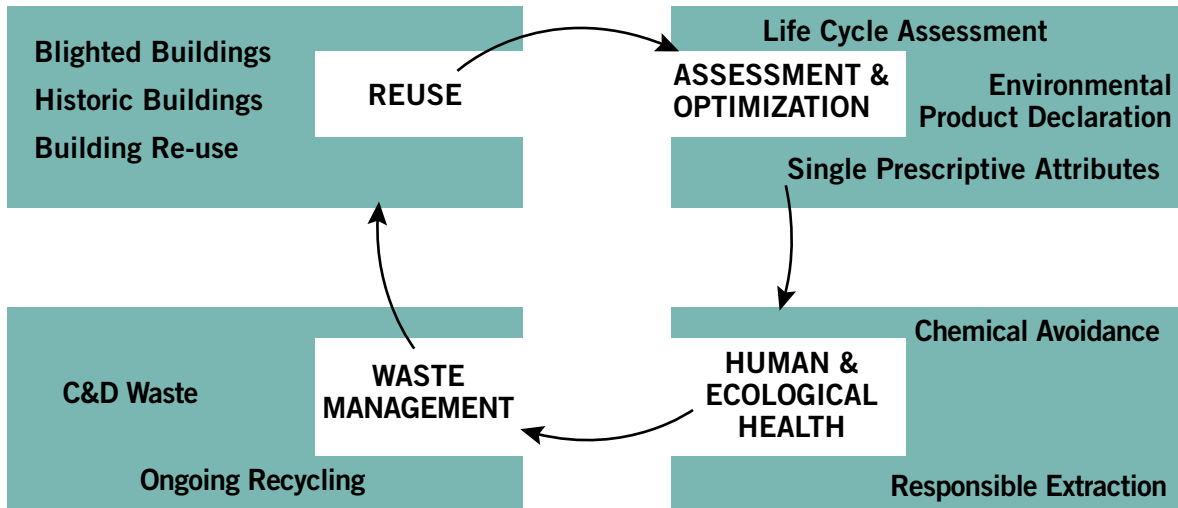 Blighted Buildings
Historic Buildings
Building Re-use
REUSE
Life Cycle Assessment
ASSESSMENT &
OPTIMIZATION
Environmental
Product Declaration
Single Prescriptive Attributes
C&D Waste
WASTE
MANAGEMENT
Ongoing Recycling
Chemical Avoidance
HUMAN &
ECOLOGICAL
HEALTH
Responsible Extraction